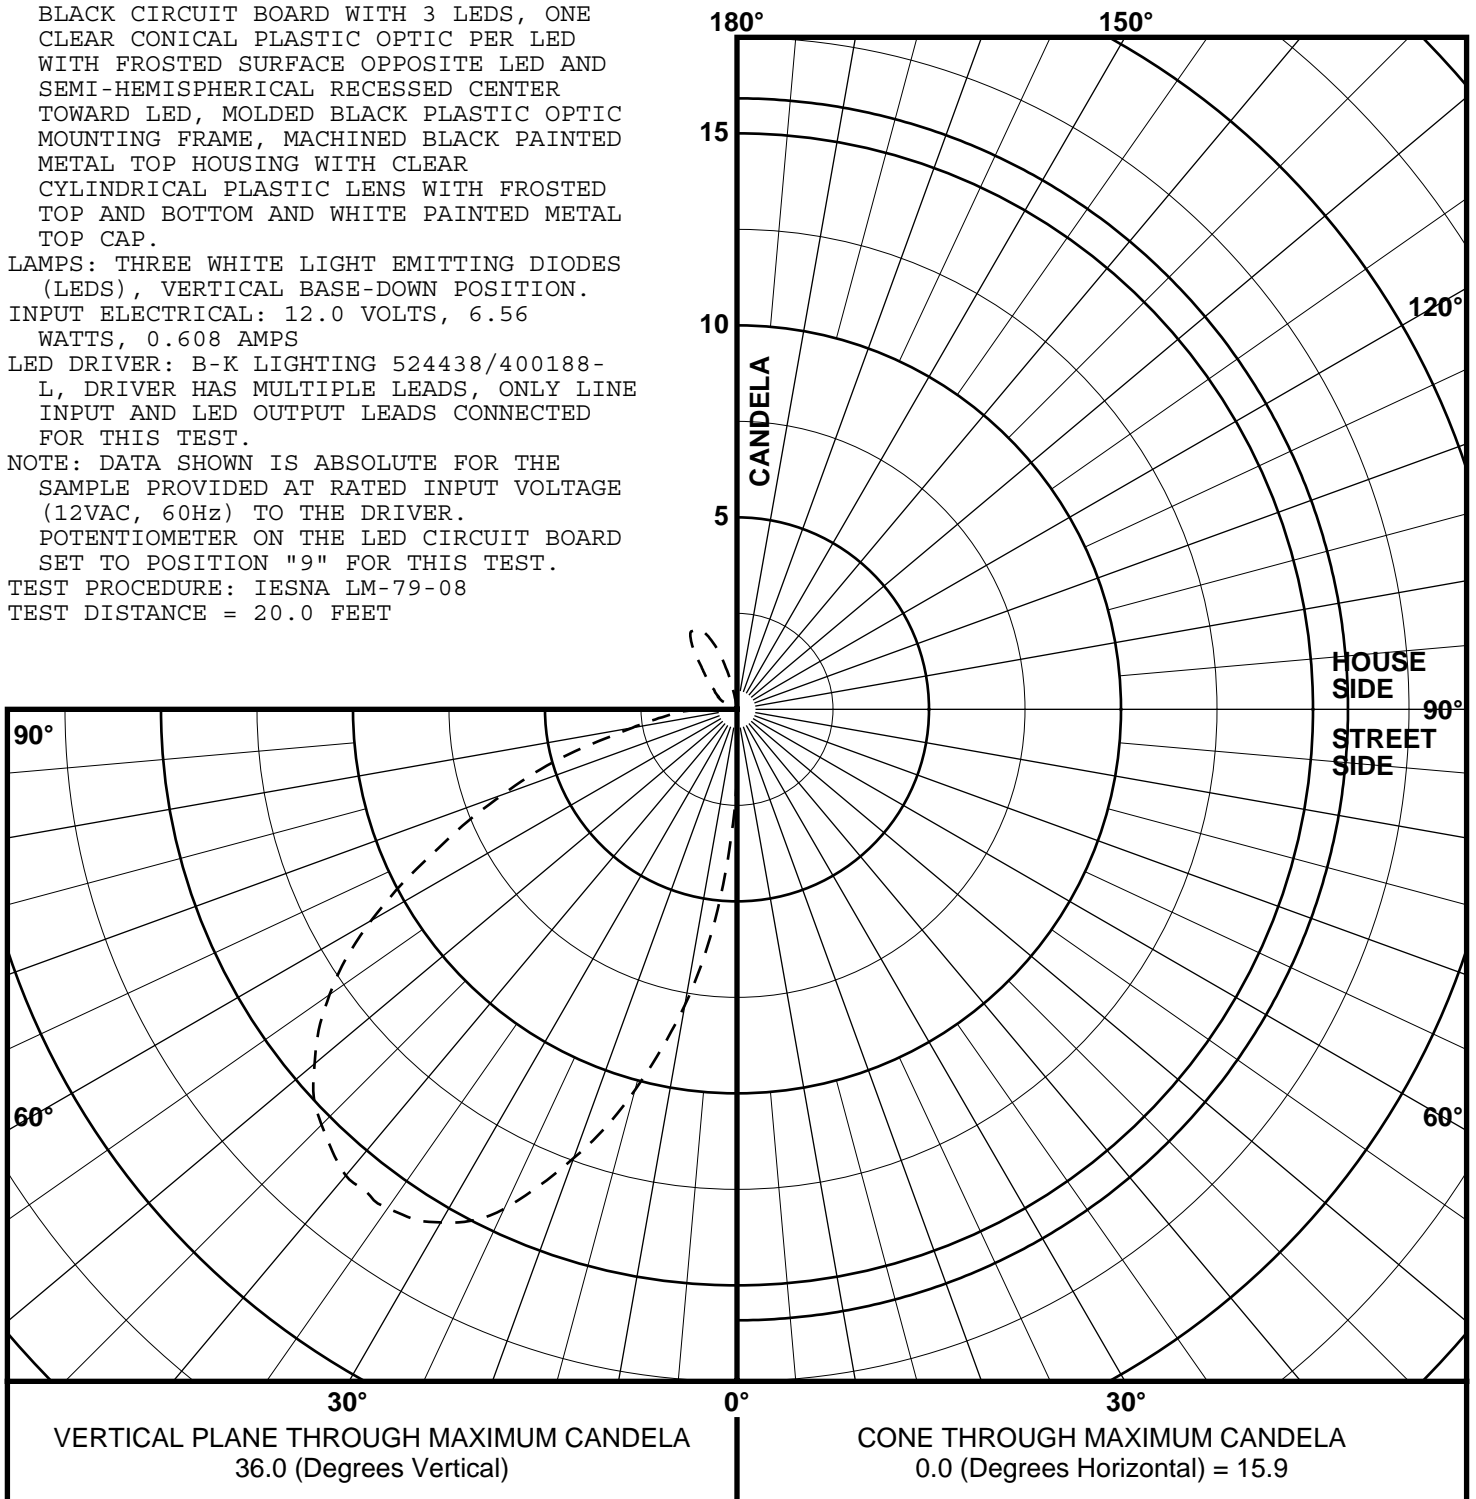 BLACK CIRCUIT BOARD WITH 3 LEDS, ONE
CLEAR CONICAL PLASTIC OPTIC PER LED
WITH FROSTED SURFACE OPPOSITE LED AND
SEMI-HEMISPHERICAL RECESSED CENTER
TOWARD LED, MOLDED BLACK PLASTIC OPTIC
MOUNTING FRAME, MACHINED BLACK PAINTED
METAL TOP HOUSING WITH CLEAR
CYLINDRICAL PLASTIC LENS WITH FROSTED
TOP AND BOTTOM AND WHITE PAINTED METAL
TOP CAP.
LAMPS: THREE WHITE LIGHT EMITTING DIODES
(LEDS), VERTICAL BASE-DOWN POSITION.
INPUT ELECTRICAL: 12.0 VOLTS, 6.56
WATTS, 0.608 AMPS
LED DRIVER: B-K LIGHTING 524438/400188-
L, DRIVER HAS MULTIPLE LEADS, ONLY LINE
INPUT AND LED OUTPUT LEADS CONNECTED
FOR THIS TEST.
NOTE: DATA SHOWN IS ABSOLUTE FOR THE
SAMPLE PROVIDED AT RATED INPUT VOLTAGE
(12VAC, 60Hz) TO THE DRIVER.
POTENTIOMETER ON THE LED CIRCUIT BOARD
SET TO POSITION "9" FOR THIS TEST.
TEST PROCEDURE: IESNA LM-79-08
TEST DISTANCE = 20.0 FEET
180°
150°
15
120°
10
CANDELA
5
HOUSE
SIDE
90°
90°
STREET
SIDE
60°
60°
30°
0°
30°
VERTICAL PLANE THROUGH MAXIMUM CANDELA
36.0 (Degrees Vertical)
CONE THROUGH MAXIMUM CANDELA
0.0 (Degrees Horizontal) = 15.9